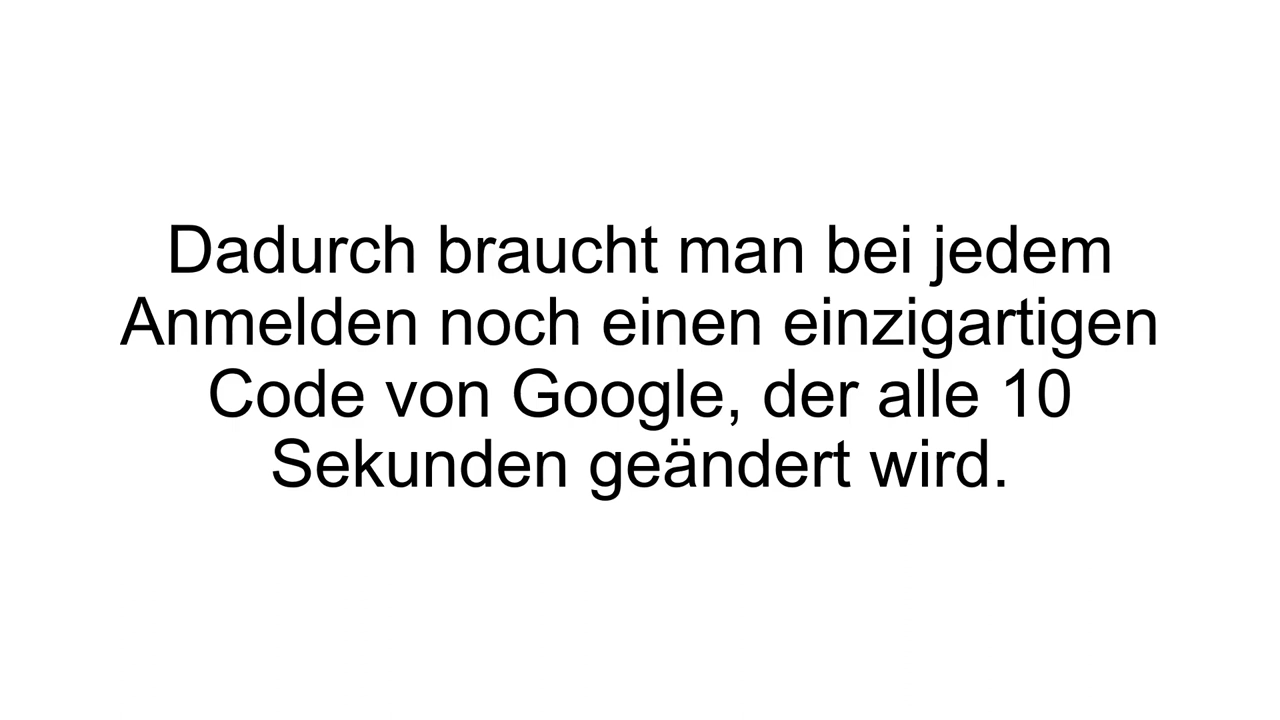 Dadurch braucht man bei jedem
Anmelden noch einen einzigartigen
Code von Google, der alle 10
Sekunden geändert wird.